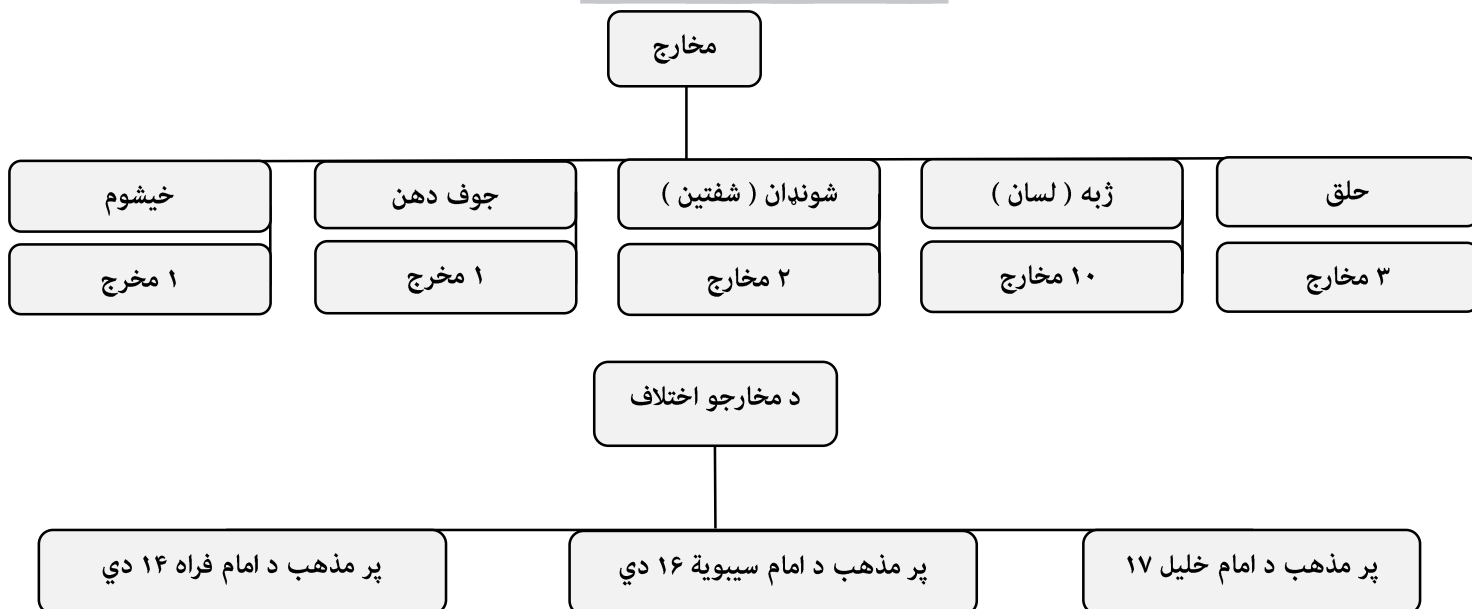 مخارج
حلق
ژبه ( لسان )
شونډان ( شفتین )
جوف دهن
خیشوم
۳ مخارج
۱۰ مخارج
۲ مخارج
۱ مخرج
۱ مخرج
د مخارجو اختلاف
پر مذهب د امام خلیل ۱۷
پر مذهب د امام سیبویة ۱۶ دي
پر مذهب د امام فراه ۱۴ دي